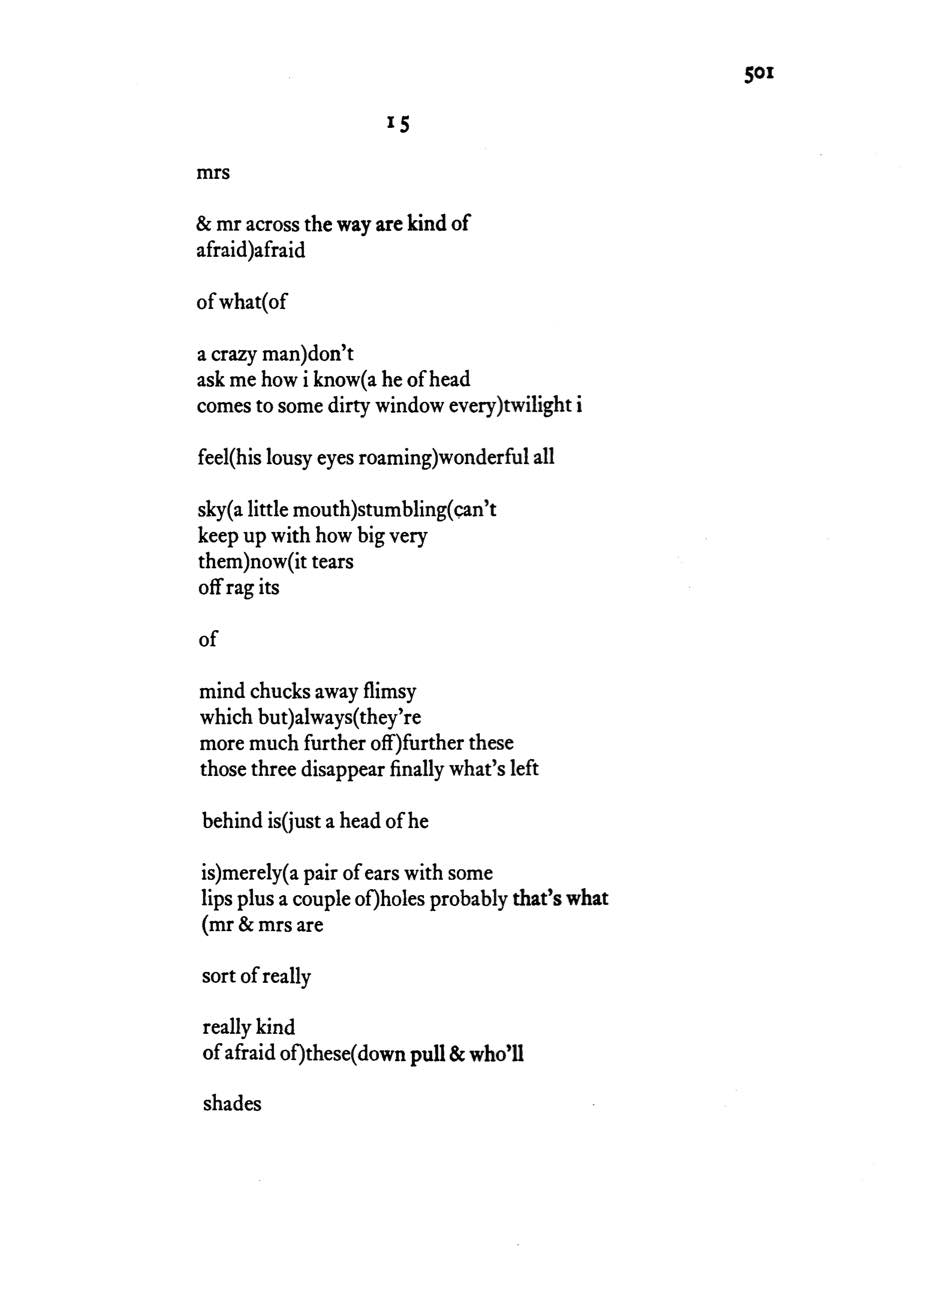 501
15
mrs
& mr across the way are kind of
afraid)afraid
of what(of
a crazy man)don't
ask me how i know(a he of head
comes to some dirty window every)twilight i
feel(his lousy eyes roaming)wonderful all
sky(a little mouth)stumbling(can't
keep up with how big very
them)now(it tears
off rag its
of
mind chucks away flimsy
which but)always(they're
more much further off)further these
those three disappear finally what's left
behind is(just a head of he
is)merely(a pair of ears with some
lips plus a couple of)holes probably that's what
(mr & mrs are
sort of really
really kind
of afraid of)these(down pull & who'll
shades